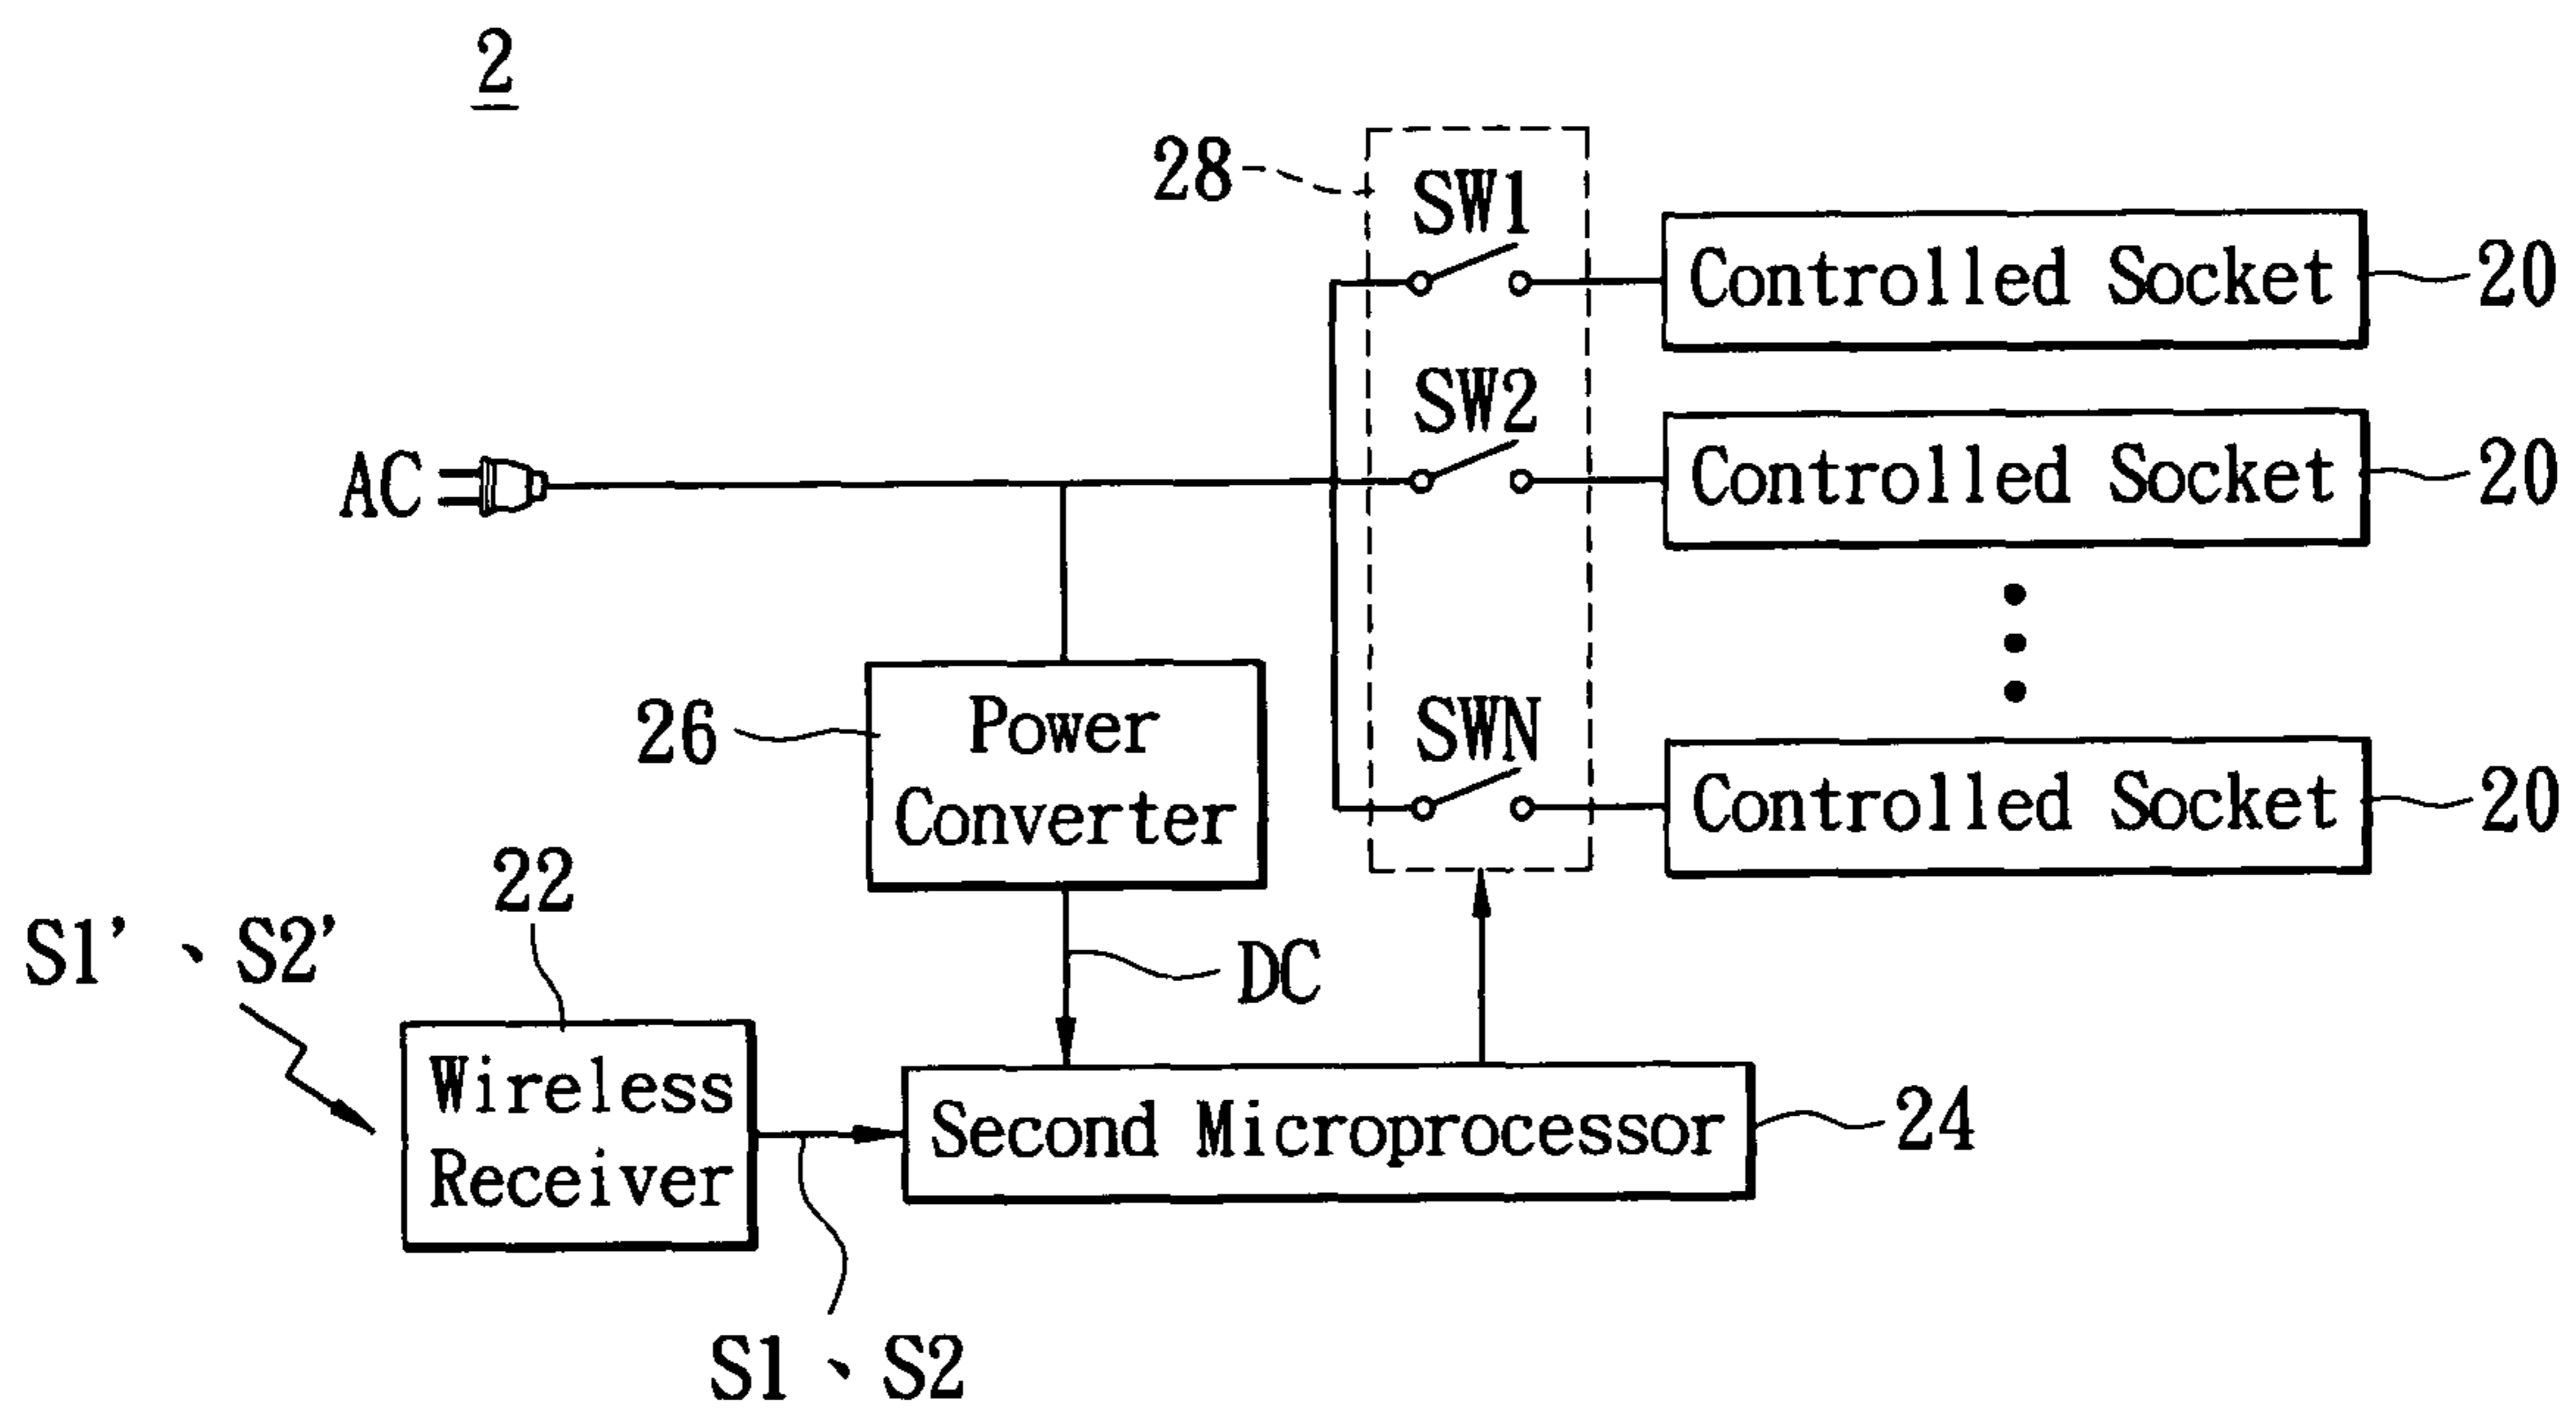 2
28
SW1
Controlled Socket
20
SW2
AC
Controlled Socket
20
26
Power
Converter
SWN
Controlled Socket
20
22
S1'、S2'
DC
Wireless
Receiver
Second Microprocessor
24
S1、S2